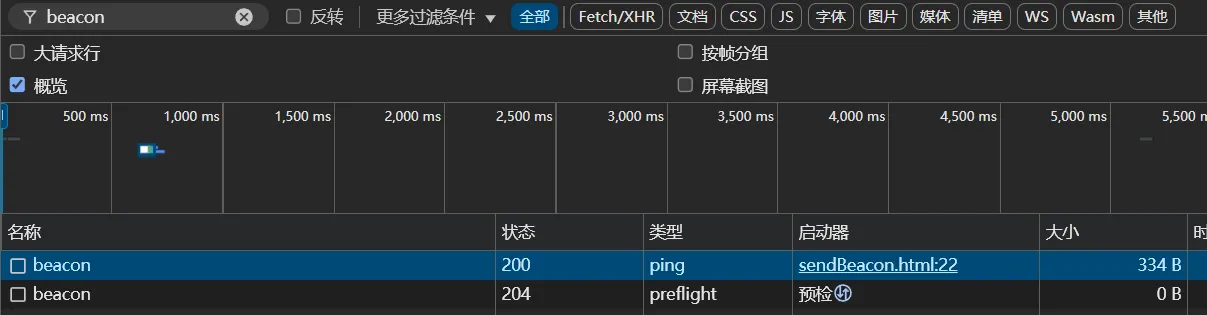 beacon 反转 更多过滤条件 全部 Fetch/XHR 文档 CSS JS 字体 图片 媒体 清单 WS Wasm 其他
大请求行 按帧分组
概览 屏幕截图
500 ms 1,000 ms 1,500 ms 2,000 ms 2,500 ms 3,000 ms 3,500 ms 4,000 ms 4,500 ms 5,000 ms 5,500 m
名称 状态 类型 启动器 大小 时
beacon 200 ping sendBeacon.html:22 334 B
beacon 204 preflight 预检 0 B